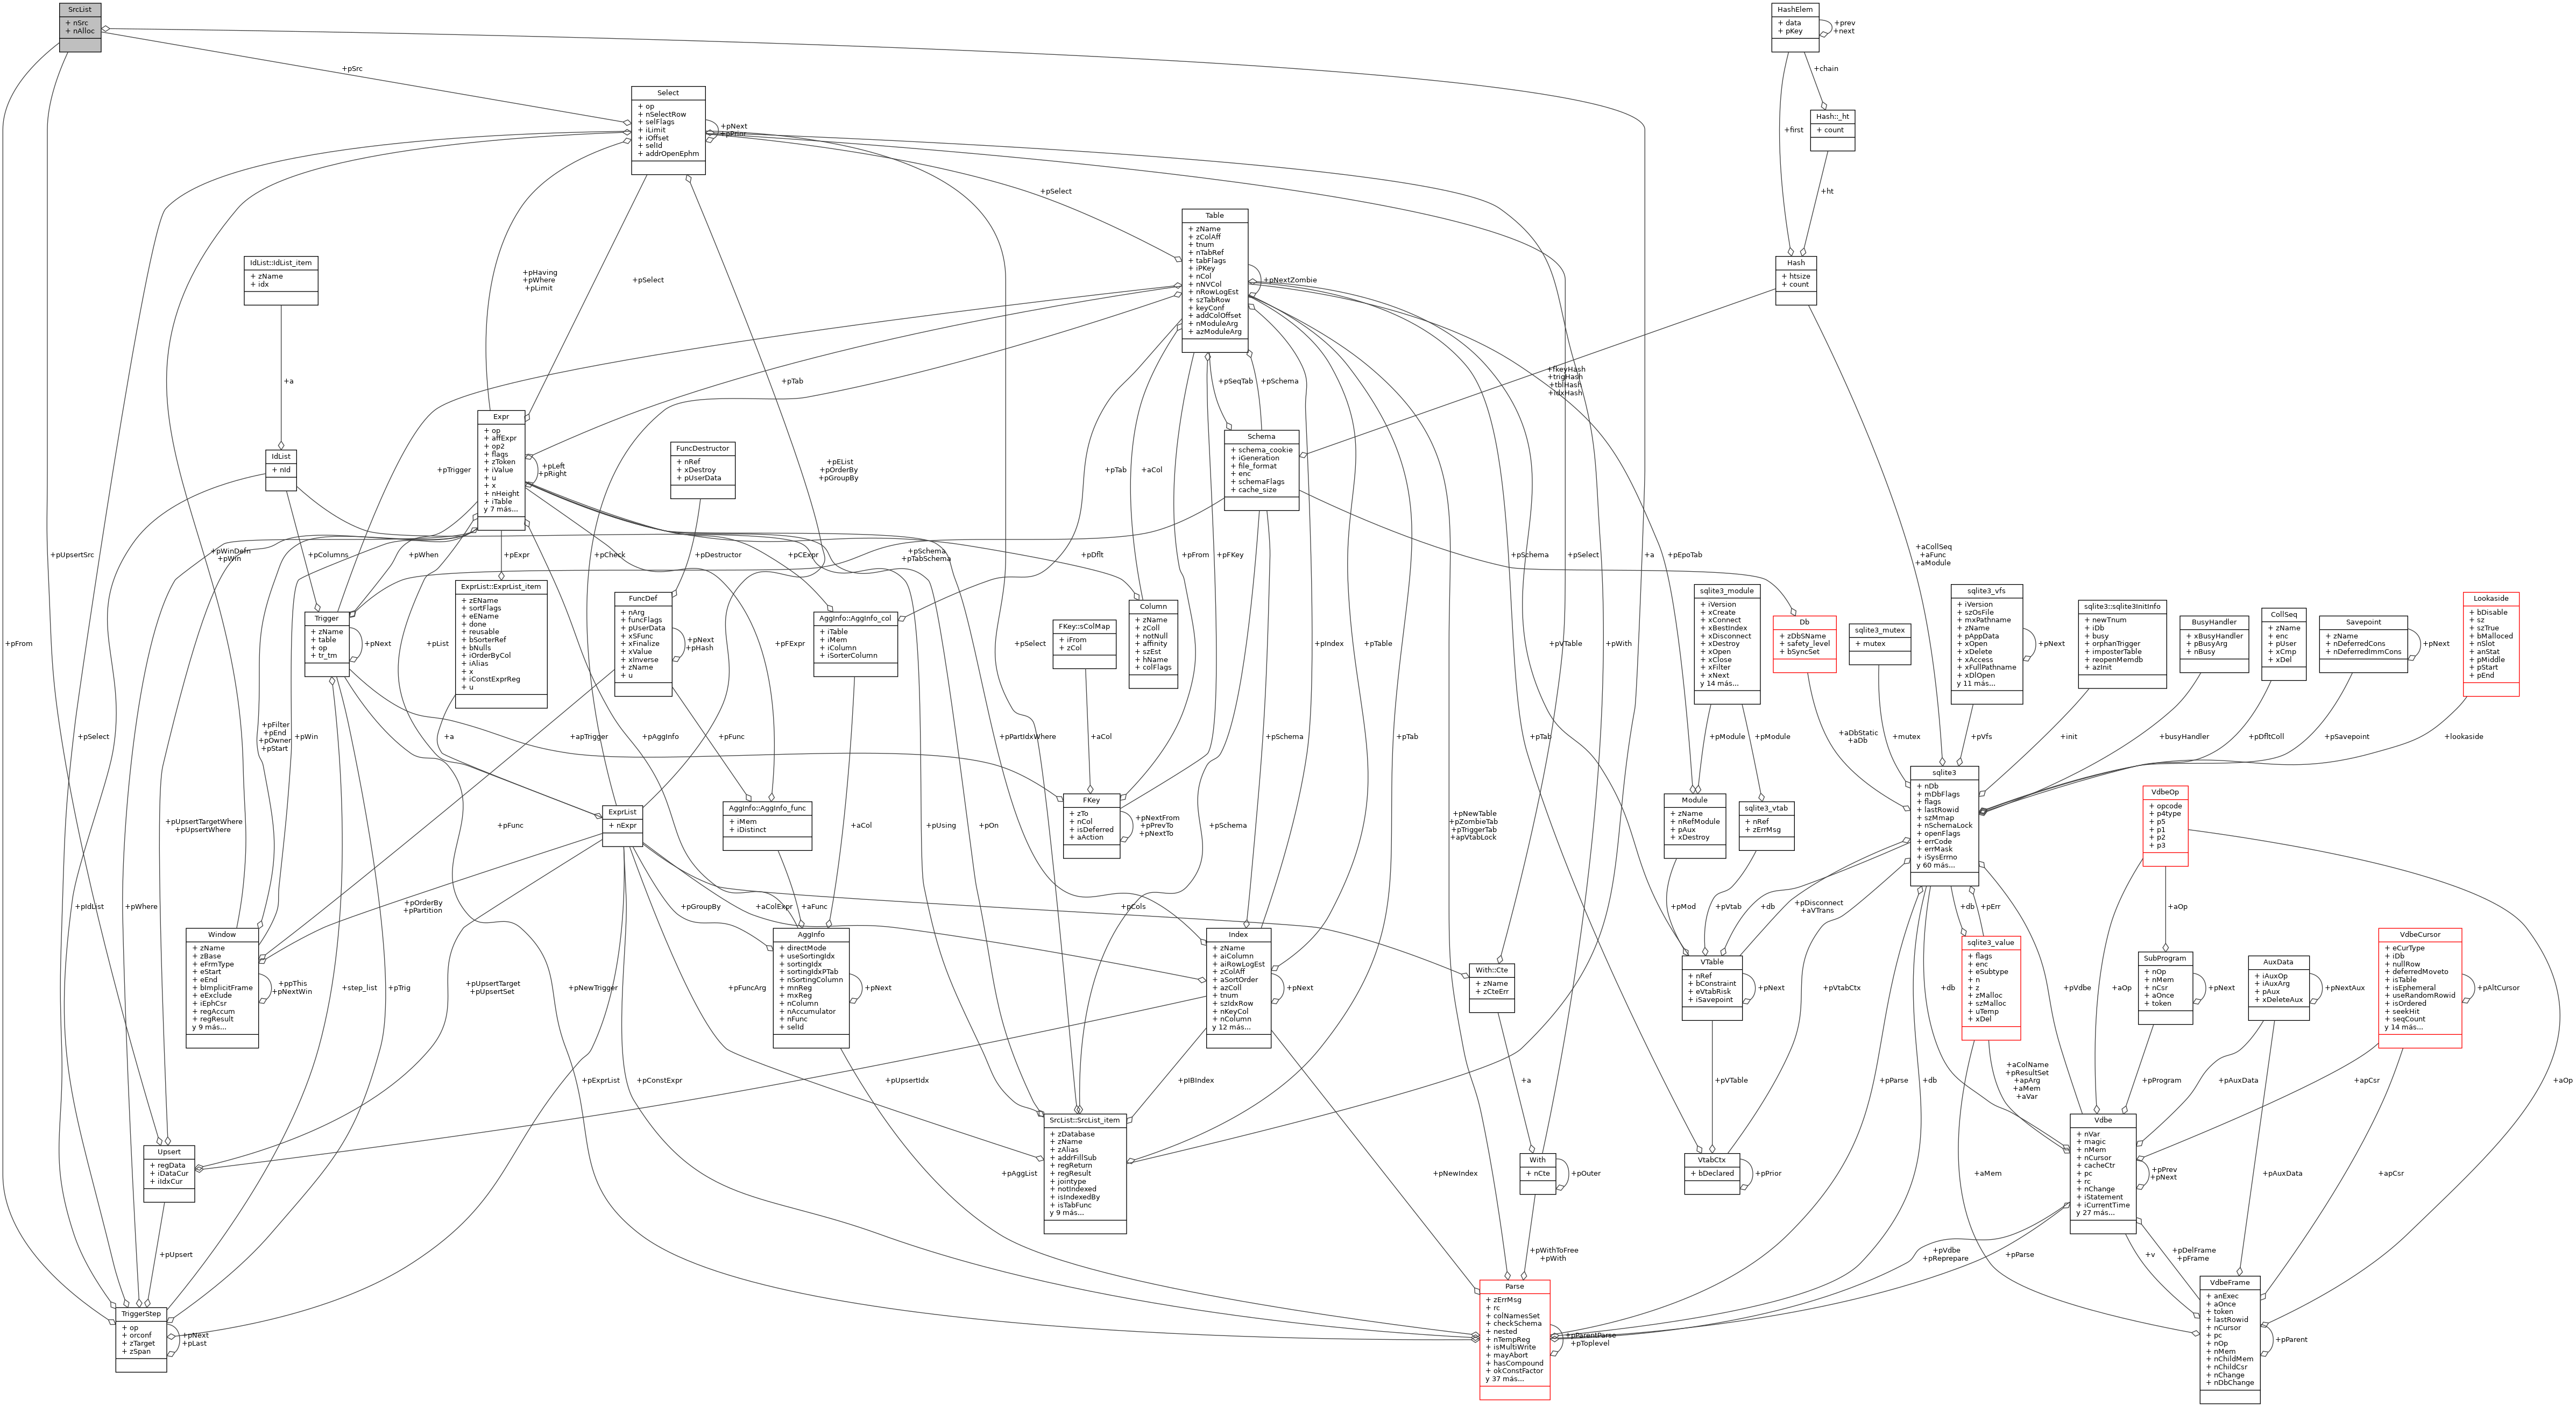 SrcList
+ nSrc
+ nAlloc
HashElem
+ data
+ pKey
+prev
+next
+pSrc
+chain
Select
+ op
+ nSelectRow
+ selFlags
+ iLimit
+ iOffset
+ selId
+ addrOpenEphm
+pNext
+pPrior
+first
Hash::_ht
+ count
+pSelect
+ht
Table
+ zName
+ zColAff
+ tnum
+ nTabRef
+ tabFlags
+ iPKey
+ nCol
+ nNVCol
+ nRowLogEst
+ szTabRow
+ keyConf
+ addColOffset
+ nModuleArg
+ azModuleArg
+pNextZombie
IdList::IdList_item
+ zName
+ idx
+pHaving
+pWhere
+pLimit
+pSelect
Hash
+ htsize
+ count
+a
+pTab
+pSeqTab
+pSchema
+fkeyHash
+trigHash
+tblHash
+idxHash
Expr
+ op
+ affExpr
+ op2
+ flags
+ zToken
+ iValue
+ u
+ x
+ nHeight
+ iTable
y 7 más...
+pLeft
+pRight
FuncDestructor
+ nRef
+ xDestroy
+ pUserData
Schema
+ schema_cookie
+ iGeneration
+ file_format
+ enc
+ schemaFlags
+ cache_size
IdList
+ nId
+pTrigger
+pEList
+pOrderBy
+pGroupBy
+pTab
+aCol
+pUpsertSrc
+pWinDefn
+pWin
+pColumns
+pWhen
+pExpr
+pCheck
+pDestructor
+pCExpr
+pSchema
+pTabSchema
+pDflt
+pFrom
+pFKey
+pSchema
+pSelect
+a
+pEpoTab
+aCollSeq
+aFunc
+aModule
ExprList::ExprList_item
+ zEName
+ sortFlags
+ eEName
+ done
+ reusable
+ bSorterRef
+ bNulls
+ iOrderByCol
+ iAlias
+ x
+ iConstExprReg
+ u
FuncDef
+ nArg
+ funcFlags
+ pUserData
+ xSFunc
+ xFinalize
+ xValue
+ xInverse
+ zName
+ u
+pNext
+pHash
AggInfo::AggInfo_col
+ iTable
+ iMem
+ iColumn
+ iSorterColumn
FKey::sColMap
+ iFrom
+ zCol
Column
+ zName
+ zColl
+ notNull
+ affinity
+ szEst
+ hName
+ colFlags
sqlite3_module
+ iVersion
+ xCreate
+ xConnect
+ xBestIndex
+ xDisconnect
+ xDestroy
+ xOpen
+ xClose
+ xFilter
+ xNext
y 14 más...
Db
+ zDbSName
+ safety_level
+ bSyncSet
sqlite3_mutex
+ mutex
sqlite3_vfs
+ iVersion
+ szOsFile
+ mxPathname
+ zName
+ pAppData
+ xOpen
+ xDelete
+ xAccess
+ xFullPathname
+ xDlOpen
y 11 más...
+pNext
sqlite3::sqlite3InitInfo
+ newTnum
+ iDb
+ busy
+ orphanTrigger
+ imposterTable
+ reopenMemdb
+ azInit
BusyHandler
+ xBusyHandler
+ pBusyArg
+ nBusy
CollSeq
+ zName
+ enc
+ pUser
+ xCmp
+ xDel
Savepoint
+ zName
+ nDeferredCons
+ nDeferredImmCons
+pNext
Lookaside
+ bDisable
+ sz
+ szTrue
+ bMalloced
+ nSlot
+ anStat
+ pMiddle
+ pStart
+ pEnd
Trigger
+ zName
+ table
+ op
+ tr_tm
+pNext
+pFrom
+pList
+pFExpr
+pSelect
+pIndex
+pTable
+pVTable
+pWith
+pSelect
+pFilter
+pEnd
+pOwner
+pStart
+pWin
+a
+apTrigger
+pAggInfo
+pFunc
+pPartIdxWhere
+aCol
+pSchema
+pTab
+pTab
+pModule
+pModule
+aDbStatic
+aDb
+mutex
+pVfs
+init
+busyHandler
+pDfltColl
+pSavepoint
+lookaside
sqlite3
+ nDb
+ mDbFlags
+ flags
+ lastRowid
+ szMmap
+ nSchemaLock
+ openFlags
+ errCode
+ errMask
+ iSysErrno
y 60 más...
VdbeOp
+ opcode
+ p4type
+ p5
+ p1
+ p2
+ p3
+pUpsertTargetWhere
+pUpsertWhere
+pFunc
ExprList
+ nExpr
AggInfo::AggInfo_func
+ iMem
+ iDistinct
+aCol
+pUsing
+pOn
FKey
+ zTo
+ nCol
+ isDeferred
+ aAction
+pNextFrom
+pPrevTo
+pNextTo
+pSchema
+pNewTable
+pZombieTab
+pTriggerTab
+apVtabLock
Module
+ zName
+ nRefModule
+ pAux
+ xDestroy
sqlite3_vtab
+ nRef
+ zErrMsg
+pIdList
+pWhere
+pOrderBy
+pPartition
+pGroupBy
+aColExpr
+aFunc
+pCols
+pMod
+pVtab
+db
+pDisconnect
+aVTrans
+db
+pErr
+aOp
Window
+ zName
+ zBase
+ eFrmType
+ eStart
+ eEnd
+ bImplicitFrame
+ eExclude
+ iEphCsr
+ regAccum
+ regResult
y 9 más...
+ppThis
+pNextWin
+step_list
+pTrig
+pUpsertTarget
+pUpsertSet
+pNewTrigger
+pFuncArg
AggInfo
+ directMode
+ useSortingIdx
+ sortingIdx
+ sortingIdxPTab
+ nSortingColumn
+ mnReg
+ mxReg
+ nColumn
+ nAccumulator
+ nFunc
+ selId
+pNext
Index
+ zName
+ aiColumn
+ aiRowLogEst
+ zColAff
+ aSortOrder
+ azColl
+ tnum
+ szIdxRow
+ nKeyCol
+ nColumn
y 12 más...
+pNext
With::Cte
+ zName
+ zCteErr
VTable
+ nRef
+ bConstraint
+ eVtabRisk
+ iSavepoint
+pNext
+pVtabCtx
+db
sqlite3_value
+ flags
+ enc
+ eSubtype
+ n
+ z
+ zMalloc
+ szMalloc
+ uTemp
+ xDel
+pVdbe
+aOp
SubProgram
+ nOp
+ nMem
+ nCsr
+ aOnce
+ token
+pNext
AuxData
+ iAuxOp
+ iAuxArg
+ pAux
+ xDeleteAux
+pNextAux
VdbeCursor
+ eCurType
+ iDb
+ nullRow
+ deferredMoveto
+ isTable
+ isEphemeral
+ useRandomRowid
+ isOrdered
+ seekHit
+ seqCount
y 14 más...
+pAltCursor
+pExprList
+pConstExpr
+pUpsertIdx
+pIBIndex
+a
+pVTable
+pParse
+db
+aColName
+pResultSet
+apArg
+aMem
+aVar
+pProgram
+pAuxData
+apCsr
+aOp
Upsert
+ regData
+ iDataCur
+ iIdxCur
SrcList::SrcList_item
+ zDatabase
+ zName
+ zAlias
+ addrFillSub
+ regReturn
+ regResult
+ jointype
+ notIndexed
+ isIndexedBy
+ isTabFunc
y 9 más...
+pAggList
+pNewIndex
With
+ nCte
+pOuter
VtabCtx
+ bDeclared
+pPrior
+aMem
Vdbe
+ nVar
+ magic
+ nMem
+ nCursor
+ cacheCtr
+ pc
+ rc
+ nChange
+ iStatement
+ iCurrentTime
y 27 más...
+pPrev
+pNext
+pAuxData
+apCsr
+pUpsert
+pWithToFree
+pWith
+pVdbe
+pReprepare
+pParse
+v
+pDelFrame
+pFrame
TriggerStep
+ op
+ orconf
+ zTarget
+ zSpan
+pNext
+pLast
Parse
+ zErrMsg
+ rc
+ colNamesSet
+ checkSchema
+ nested
+ nTempReg
+ isMultiWrite
+ mayAbort
+ hasCompound
+ okConstFactor
y 37 más...
+pParentParse
+pToplevel
VdbeFrame
+ anExec
+ aOnce
+ token
+ lastRowid
+ nCursor
+ pc
+ nOp
+ nMem
+ nChildMem
+ nChildCsr
+ nChange
+ nDbChange
+pParent